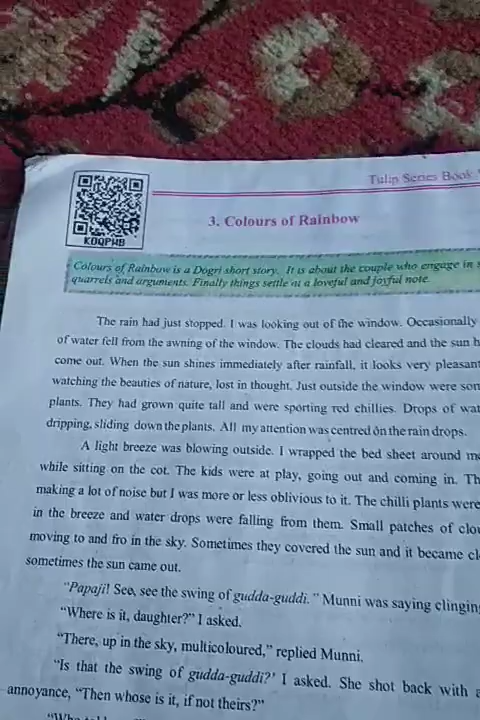 Tulip Series Book
KDQPWB
3. Colours of Rainbow
Colours of Rainbow is a Dogri short story. It is about the couple who engage in
quarrels and arguments. Finally things settle at a loveful and joyful note.
The rain had just stopped. I was looking out of the window. Occasionally
of water fell from the awning of the window. The clouds had cleared and the sun h
come out. When the sun shines immediately after rainfall, it looks very pleasant
watching the beauties of nature, lost in thought. Just outside the window were som
plants. They had grown quite tall and were sporting red chillies. Drops of wat
dripping, sliding down the plants. All my attention was centred on the rain drops.
A light breeze was blowing outside. I wrapped the bed sheet around me
while sitting on the cot. The kids were at play, going out and coming in. Th
making a lot of noise but I was more or less oblivious to it. The chilli plants were
in the breeze and water drops were falling from them. Small patches of clou
moving to and fro in the sky. Sometimes they covered the sun and it became cl
sometimes the sun came out.
"Papaji! See, see the swing of gudda-guddi." Munni was saying clinging
"Where is it, daughter?" I asked.
"There, up in the sky, multicoloured," replied Munni.
"Is that the swing of gudda-guddi?' I asked. She shot back with a
annoyance, "Then whose is it, if not theirs?"